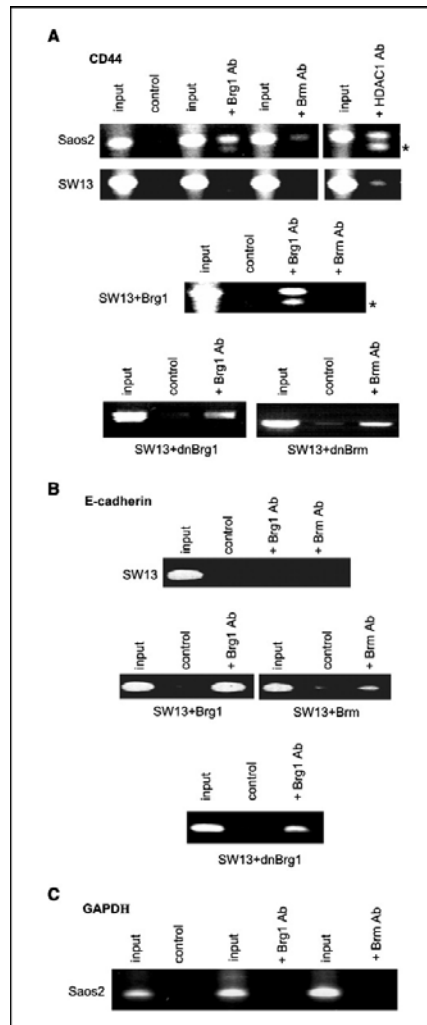 A
CD44
input
control
input
+ Brg1 Ab
input
+ Brm Ab
input
+ HDAC1 Ab
Saos2
*
SW13
input
control
+ Brg1 Ab
+ Brm Ab
SW13+Brg1
*
input
control
+ Brg1 Ab
input
control
+ Brm Ab
SW13+dnBrg1
SW13+dnBrm
B
E-cadherin
input
control
+ Brg1 Ab
+ Brm Ab
SW13
input
control
+ Brg1 Ab
input
control
+ Brm Ab
SW13+Brg1
SW13+Brm
input
control
+ Brg1 Ab
SW13+dnBrg1
C
GAPDH
input
control
input
+ Brg1 Ab
input
+ Brm Ab
Saos2